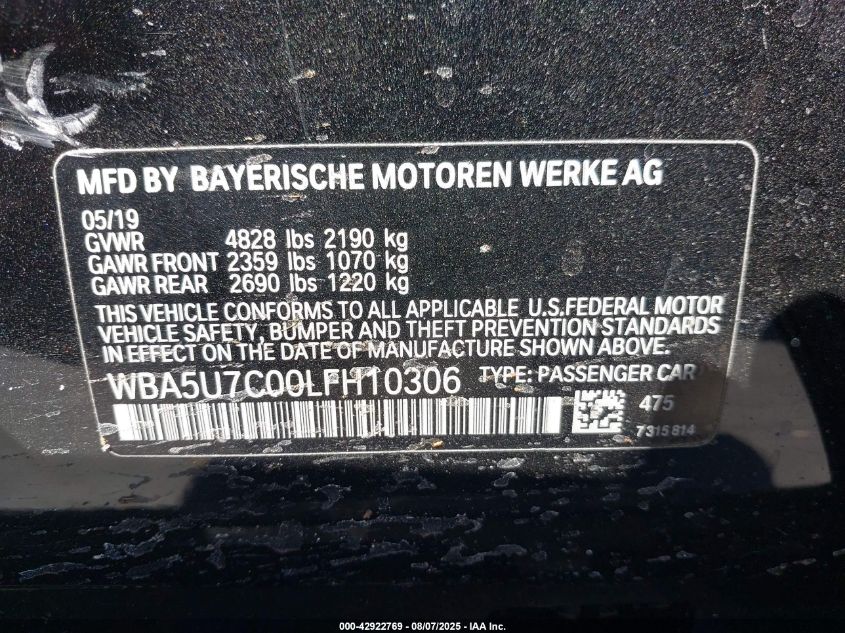 MFD BY BAYERISCHE MOTOREN WERKE AG
05/19
GVWR 4828 lbs 2190 kg
GAWR FRONT 2359 lbs 1070 kg
GAWR REAR 2690 lbs 1220 kg
THIS VEHICLE CONFORMS TO ALL APPLICABLE U.S.FEDERAL MOTOR
VEHICLE SAFETY, BUMPER AND THEFT PREVENTION STANDARDS
IN EFFECT ON THE DATE OF MANUFACTURE SHOWN ABOVE.
WBA5U7C00LFH10306 TYPE: PASSENGER CAR
475
7315814
000-42922769 - 08/07/2025 - IAA Inc.